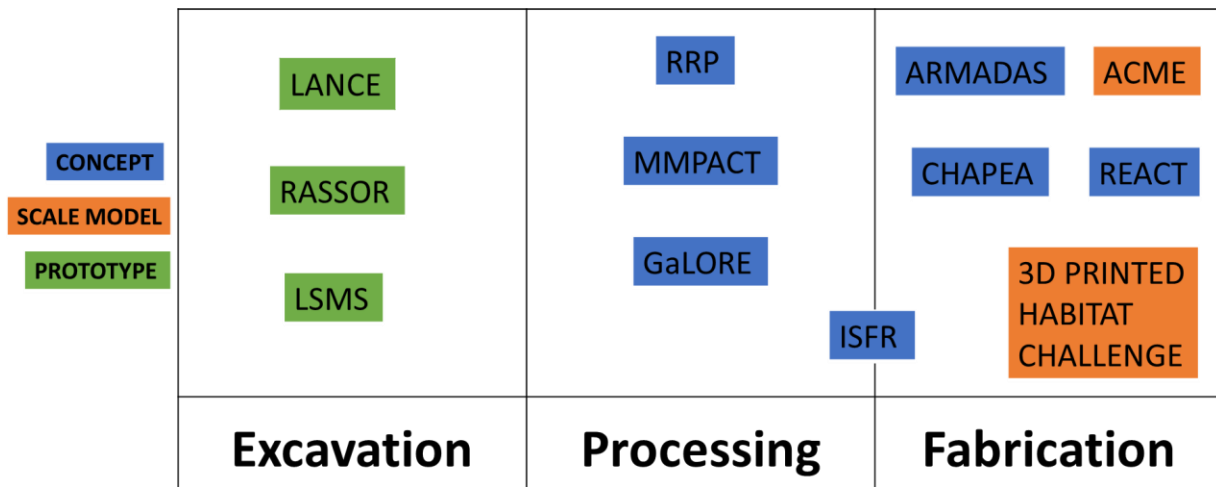 CONCEPT
SCALE MODEL
PROTOTYPE
LANCE
RASSOR
LSMS
RRP
MMPACT
GaLORE
ISFR
ARMADAS
ACME
CHAPEA
REACT
3D PRINTED
HABITAT
CHALLENGE
Excavation
Processing
Fabrication